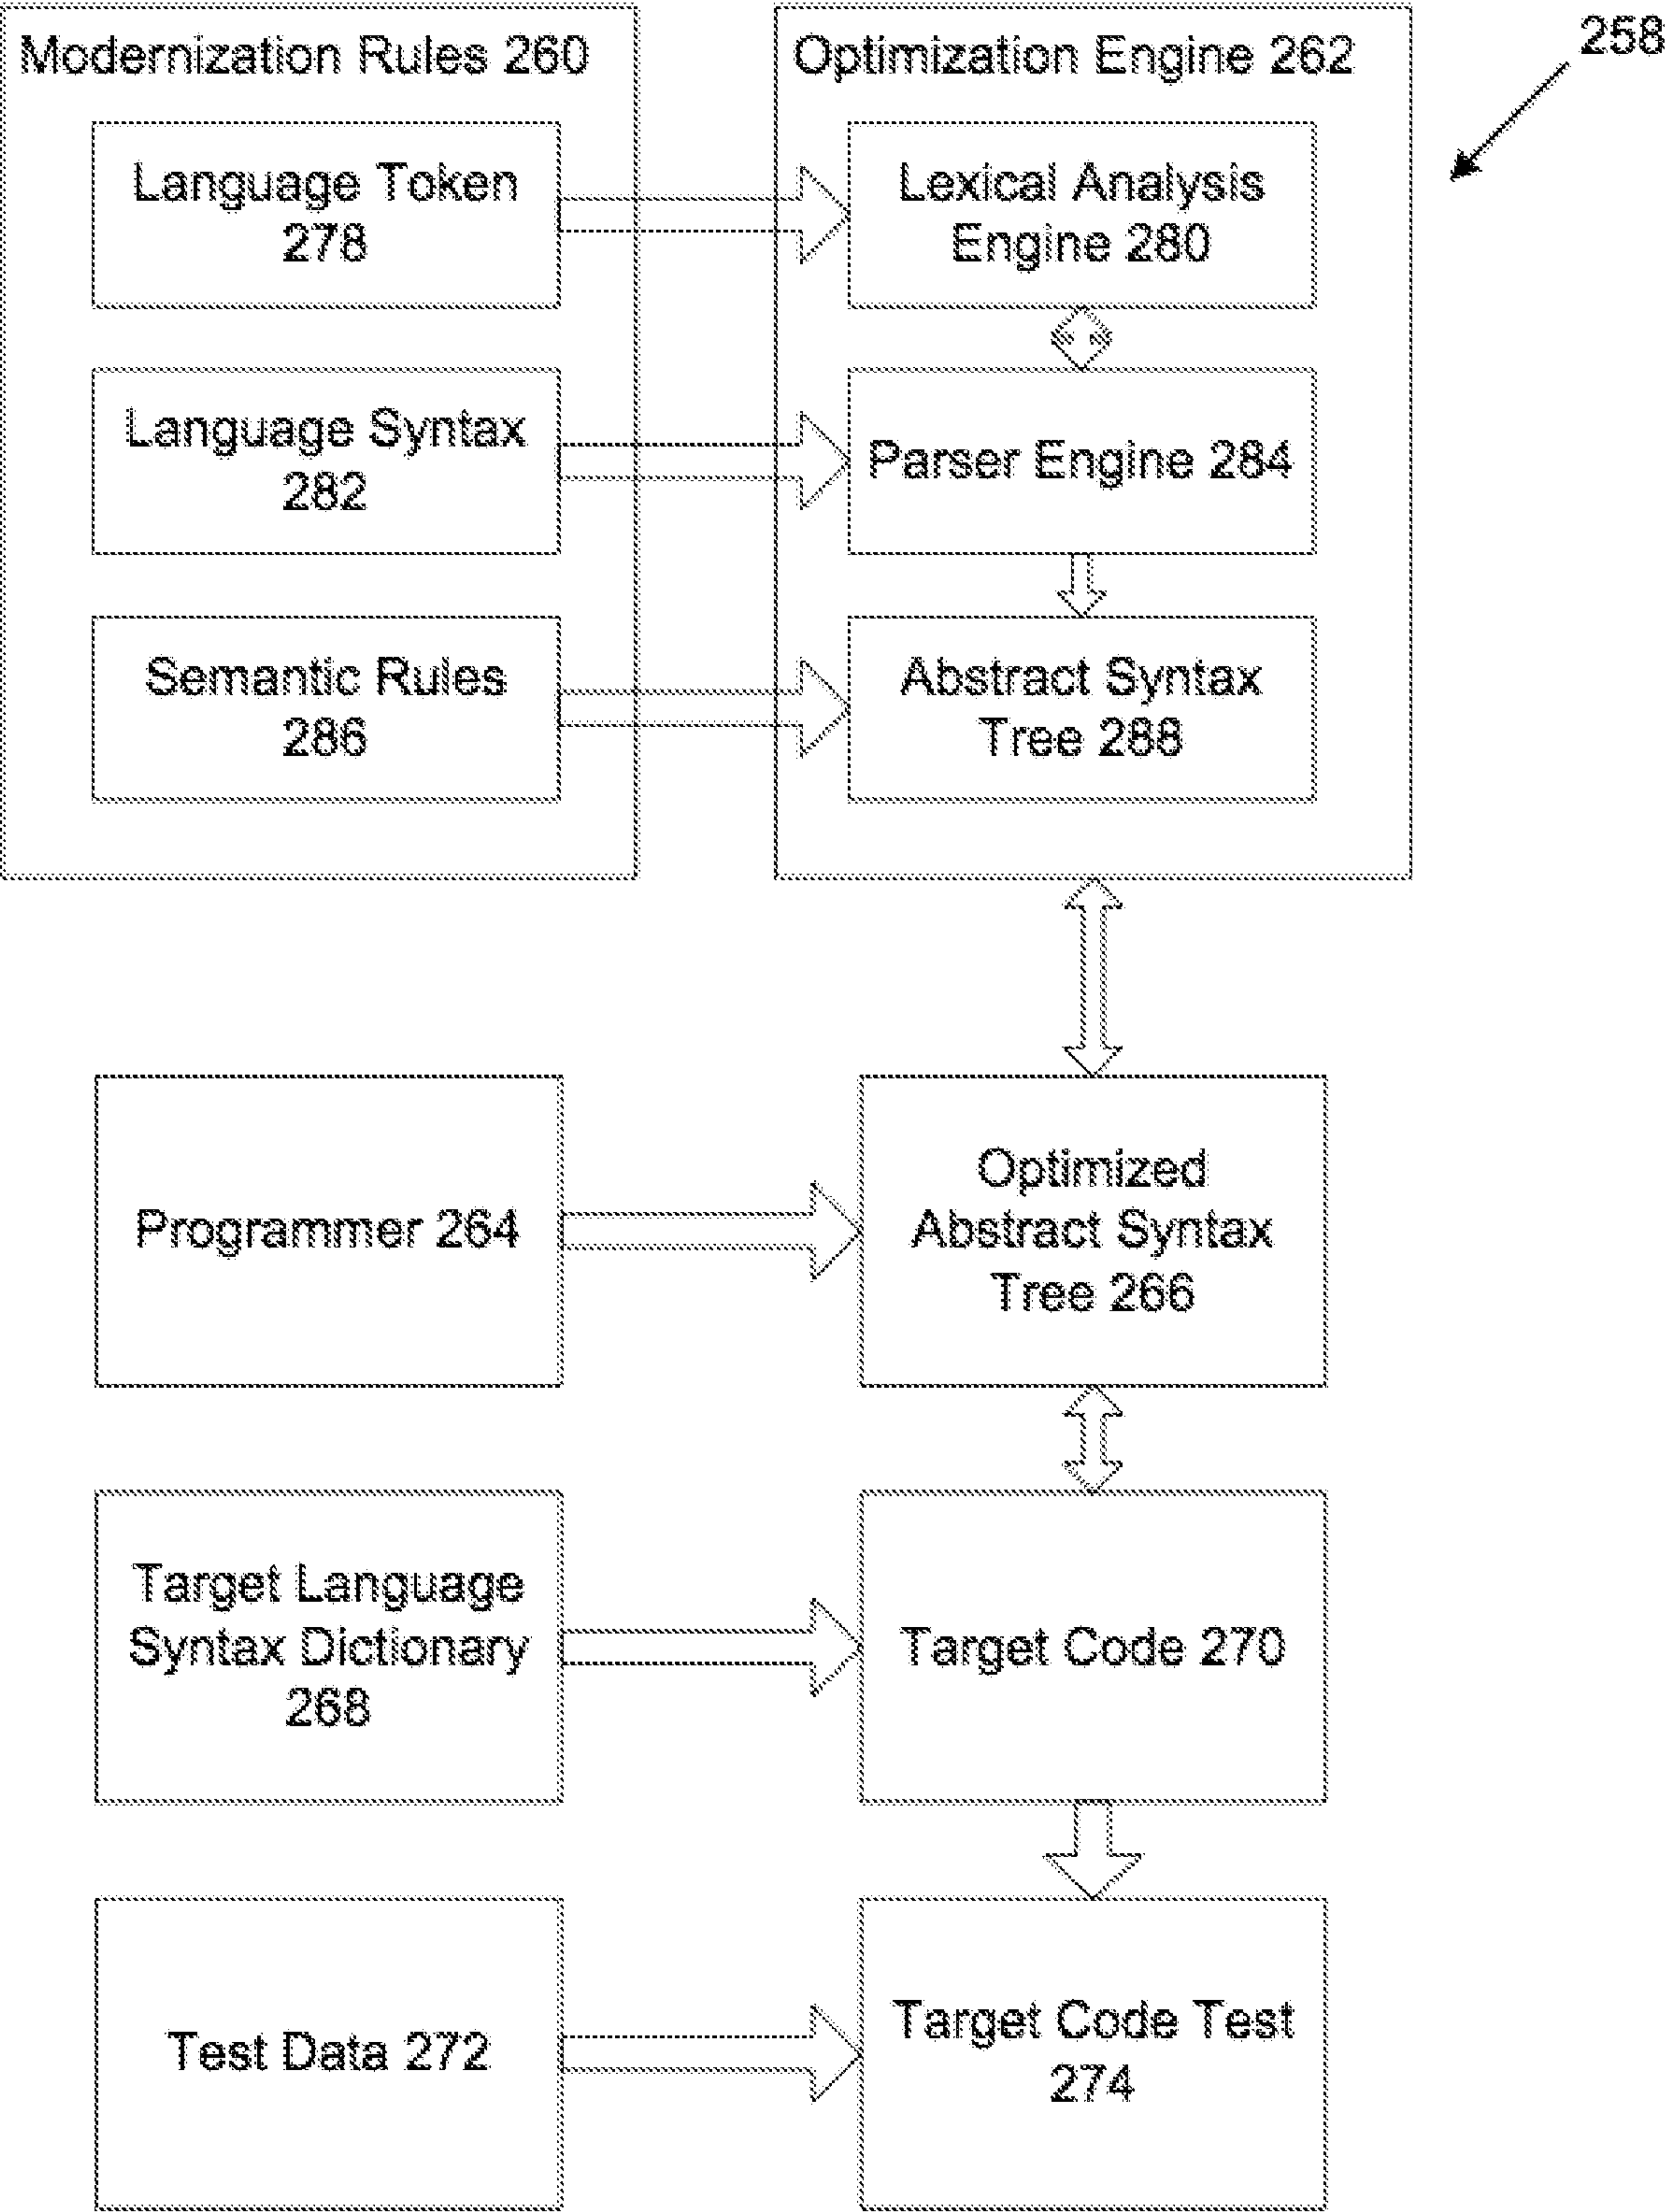 Modernization Rules 260
Optimization Engine 262
258
Language Token
278
Lexical Analysis
Engine 280
Language Syntax
282
Parser Engine 284
Semantic Rules
286
Abstract Syntax
Tree 288
Programmer 264
Optimized
Abstract Syntax
Tree 266
Target Language
Syntax Dictionary
268
Target Code 270
Test Data 272
Target Code Test
274